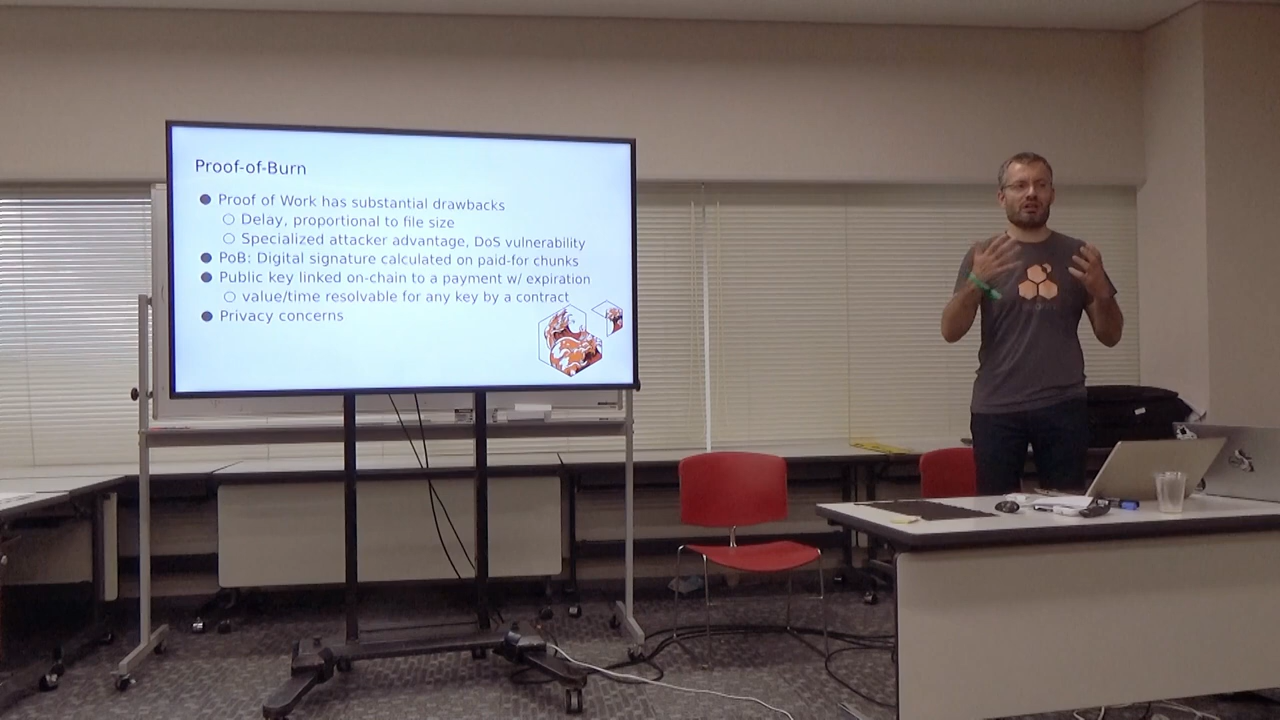 Proof-of-Burn
● Proof of Work has substantial drawbacks
○ Delay, proportional to file size
○ Specialized attacker advantage, DoS vulnerability
● PoB: Digital signature calculated on paid-for chunks
● Public key linked on-chain to a payment w/ expiration
○ value/time resolvable for any key by a contract
● Privacy concerns